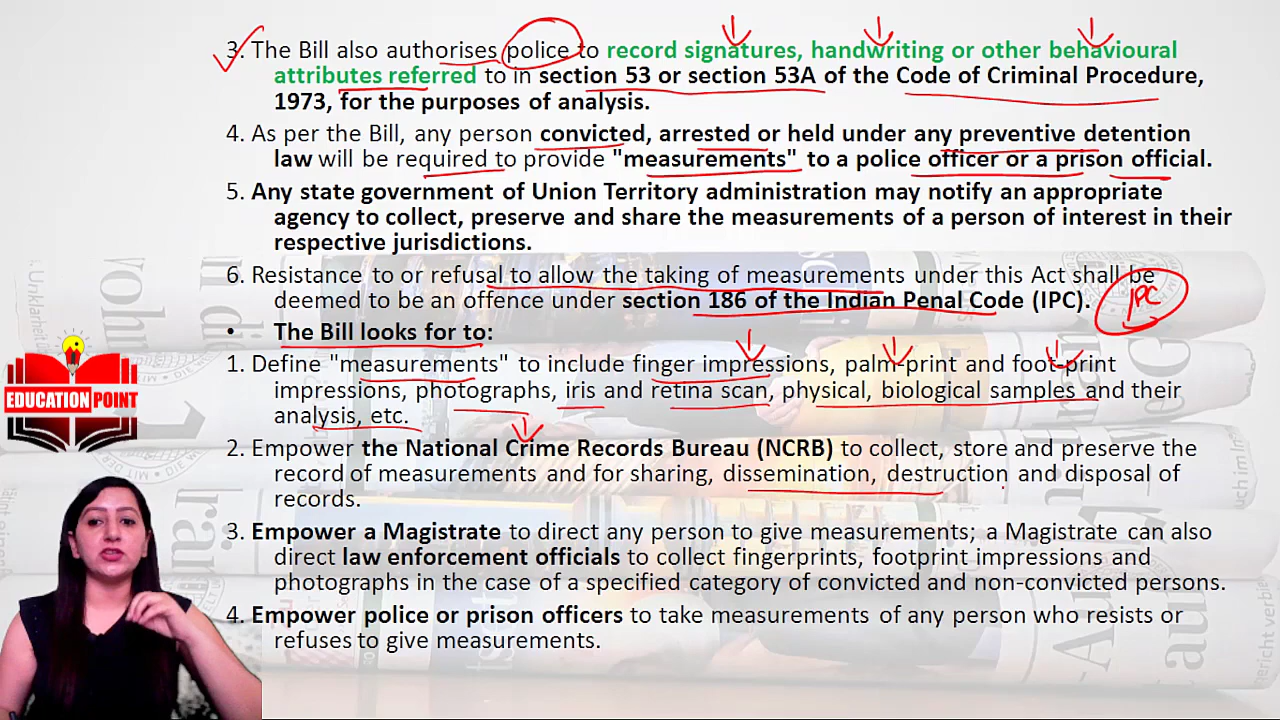 3. The Bill also authorises police to record signatures, handwriting or other behavioural
attributes referred to in section 53 or section 53A of the Code of Criminal Procedure,
1973, for the purposes of analysis.
4. As per the Bill, any person convicted, arrested or held under any preventive detention
law will be required to provide "measurements" to a police officer or a prison official.
5. Any state government of Union Territory administration may notify an appropriate
agency to collect, preserve and share the measurements of a person of interest in their
respective jurisdictions.
6. Resistance to or refusal to allow the taking of measurements under this Act shall be
deemed to be an offence under section 186 of the Indian Penal Code (IPC).
IPC
• The Bill looks for to:
1. Define "measurements" to include finger impressions, palm-print and foot-print
impressions, photographs, iris and retina scan, physical, biological samples and their
analysis, etc.
EDUCATION POINT
2. Empower the National Crime Records Bureau (NCRB) to collect, store and preserve the
record of measurements and for sharing, dissemination, destruction and disposal of
records.
3. Empower a Magistrate to direct any person to give measurements; a Magistrate can also
direct law enforcement officials to collect fingerprints, footprint impressions and
photographs in the case of a specified category of convicted and non-convicted persons.
4. Empower police or prison officers to take measurements of any person who resists or
refuses to give measurements.